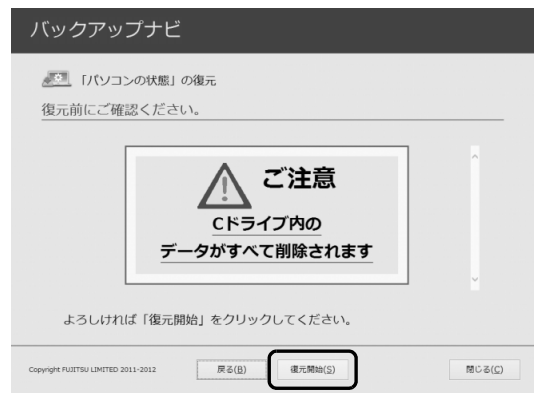 バックアップナビ
「パソコンの状態」の復元
復元前にご確認ください。
ご注意
Cドライブ内の
データがすべて削除されます
よろしければ「復元開始」をクリックしてください。
Copyright FUJITSU LIMITED 2011-2012 戻る(B) 復元開始(S) 閉じる(C)